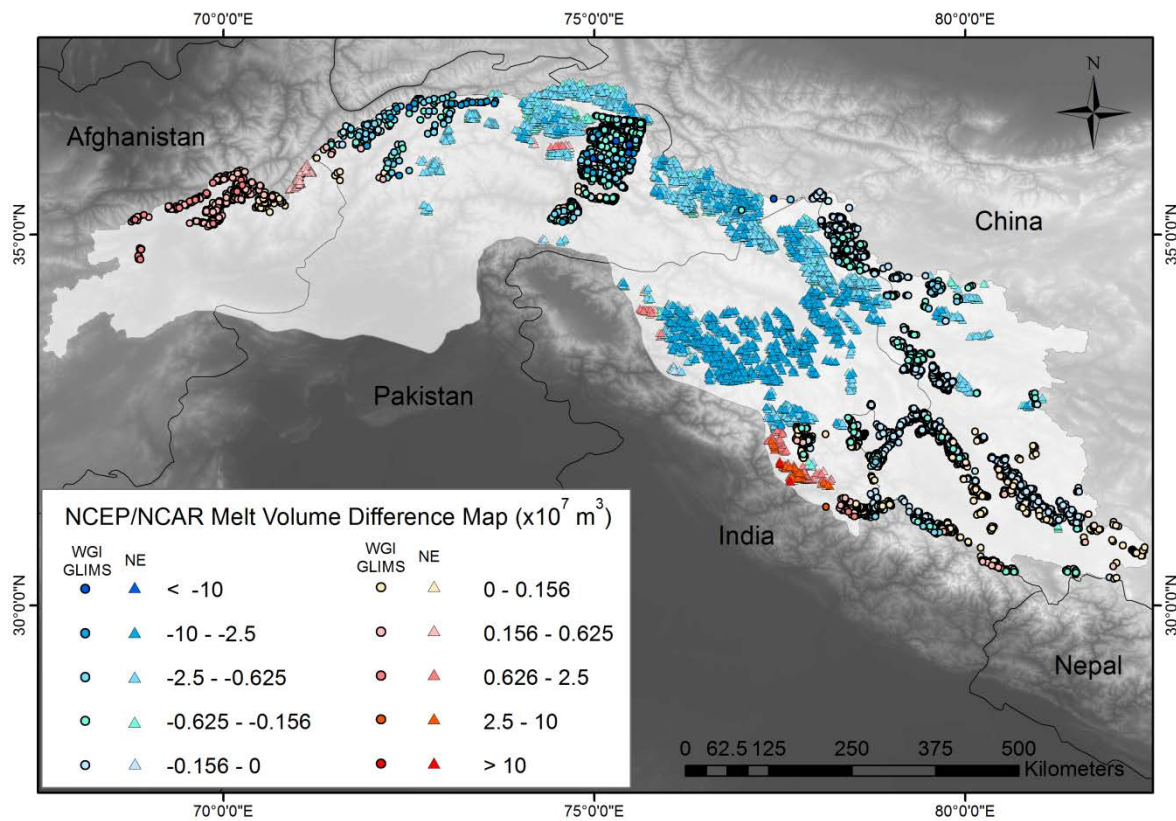 70°0'0"E 75°0'0"E 80°0'0"E
N
Afghanistan
China
35°0'0"N 35°0'0"N
Pakistan
India
Nepal
30°0'0"N 30°0'0"N
NCEP/NCAR Melt Volume Difference Map (x10⁷ m³)
WGI GLIMS NE WGI GLIMS NE
< -10 0 - 0.156
-10 - -2.5 0.156 - 0.625
-2.5 - -0.625 0.626 - 2.5
-0.625 - -0.156 2.5 - 10
-0.156 - 0 > 10
0 62.5 125 250 375 500
Kilometers
70°0'0"E 75°0'0"E 80°0'0"E